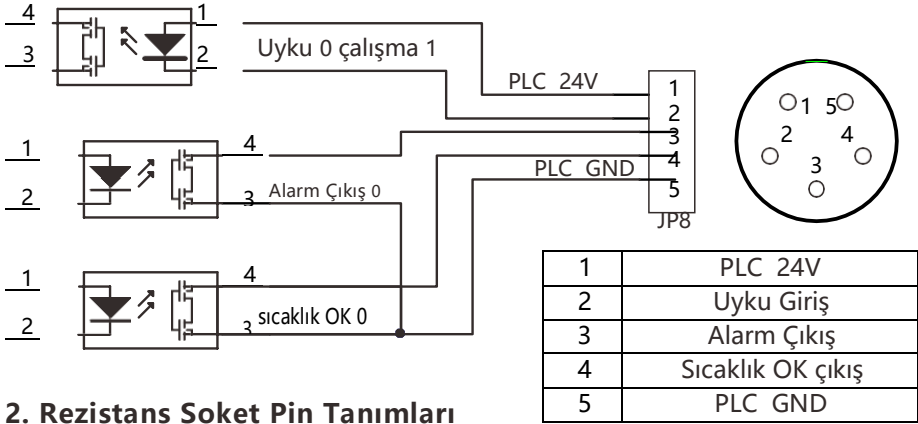 4
3
1
2
Uyku 0 çalışma 1
PLC 24V
1
2
3
4
5
JP8
1
5
2
4
3
1
2
4
3
Alarm Çıkış 0
PLC GND
1
2
4
3
sıcaklık OK 0
1 PLC 24V
2 Uyku Giriş
3 Alarm Çıkış
4 Sıcaklık OK çıkış
5 PLC GND
2. Rezistans Soket Pin Tanımları